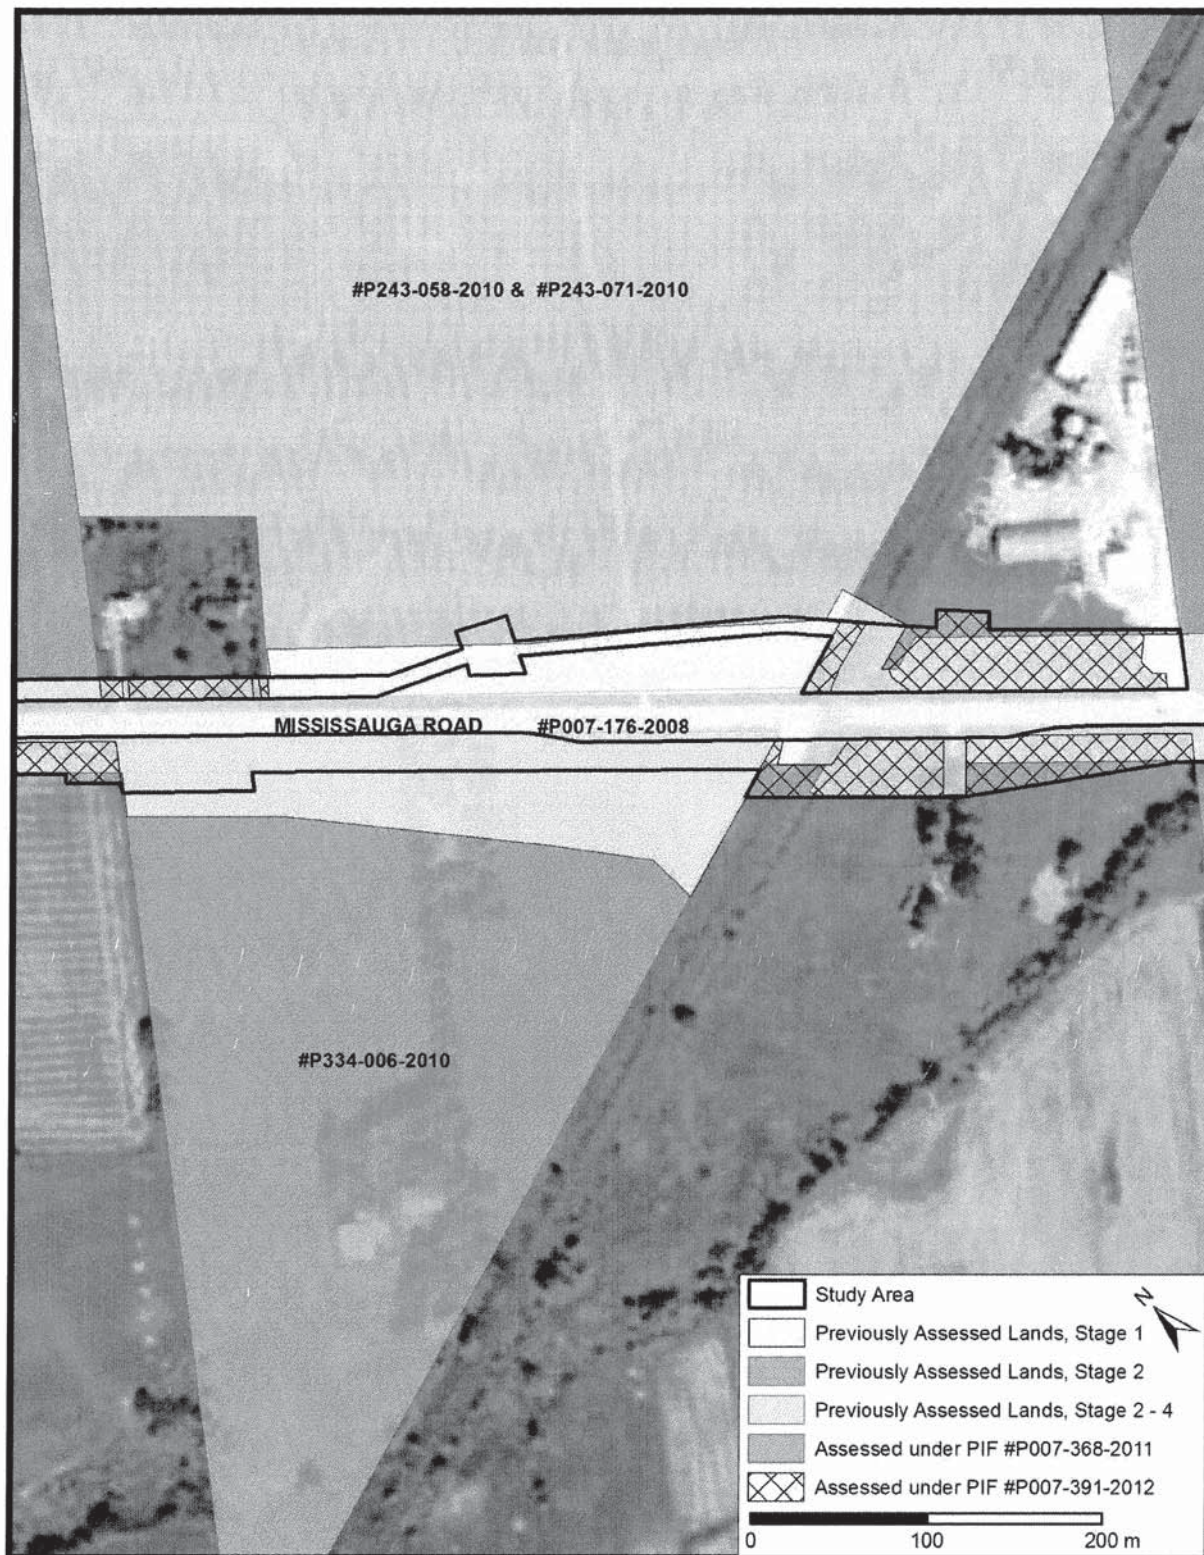 #P243-058-2010 & #P243-071-2010
MISSISSAUGA ROAD #P007-176-2008
#P334-006-2010
Study Area
N
Previously Assessed Lands, Stage 1
Previously Assessed Lands, Stage 2
Previously Assessed Lands, Stage 2 - 4
Assessed under PIF #P007-368-2011
Assessed under PIF #P007-391-2012
0 100 200 m